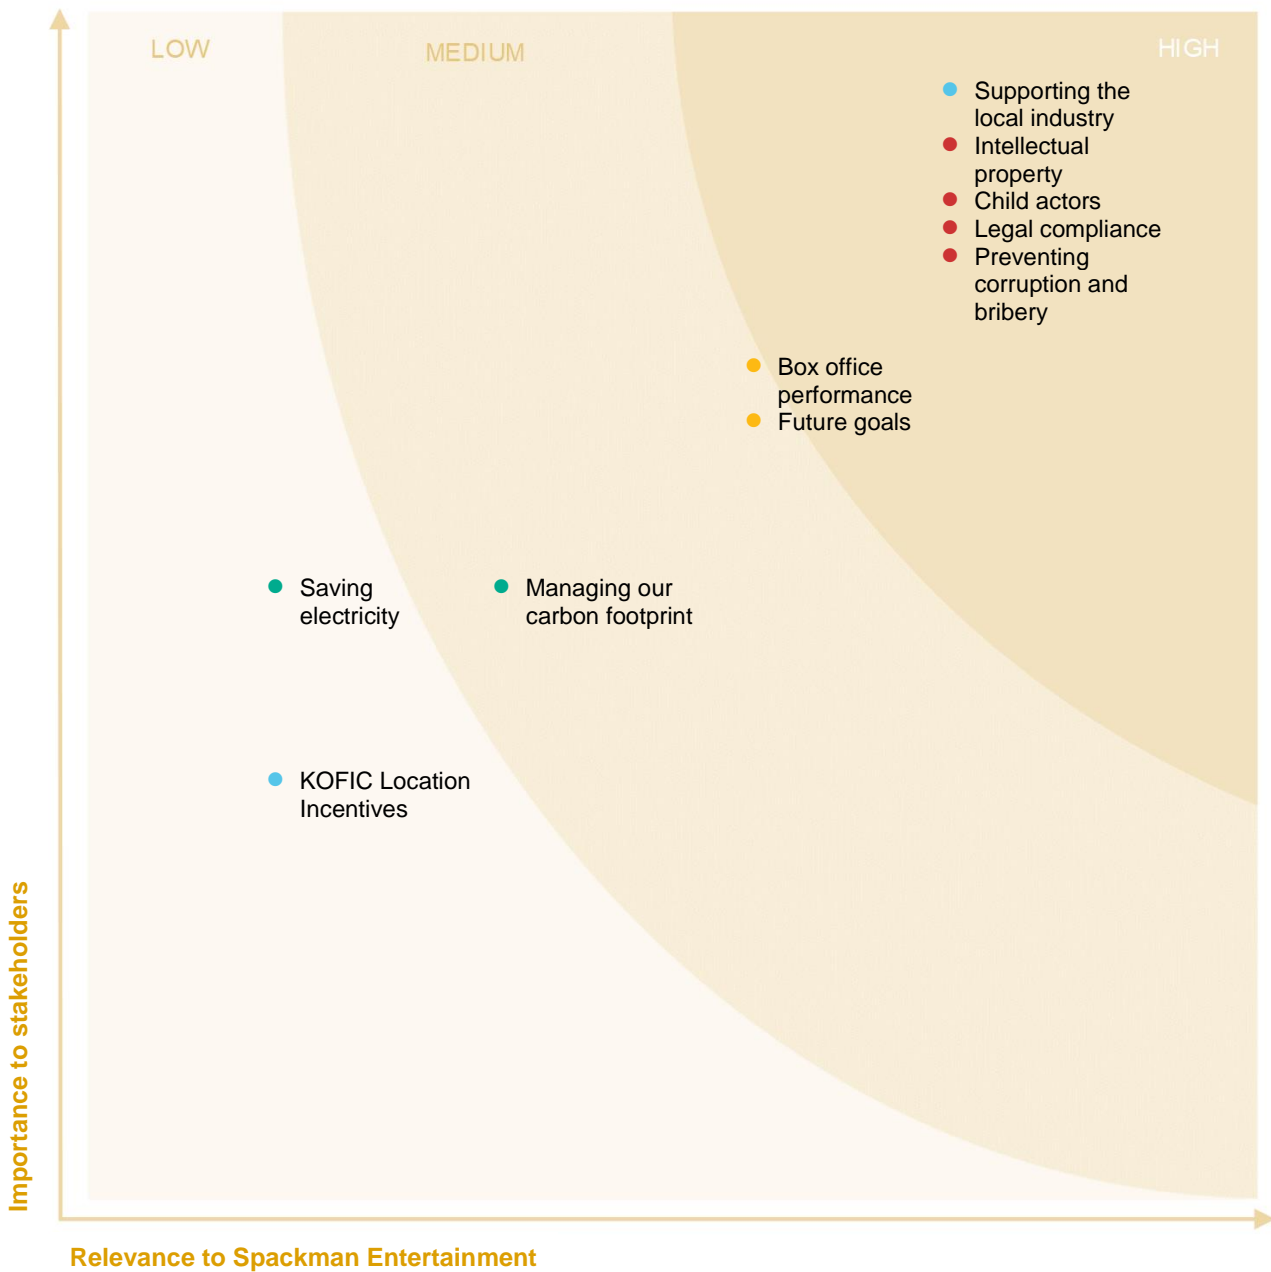 LOW
MEDIUM
HIGH
Supporting the
local industry
Intellectual
property
Child actors
Legal compliance
Preventing
corruption and
bribery
Box office
performance
Future goals
Saving
electricity
Managing our
carbon footprint
KOFIC Location
Incentives
Importance to stakeholders
Relevance to Spackman Entertainment